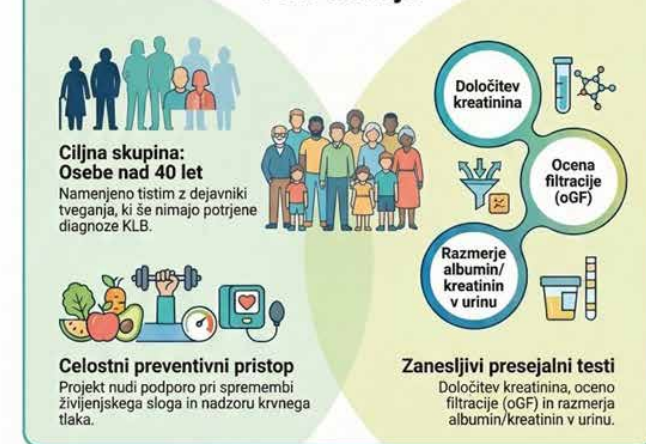 Ciljna skupina:
Osebe nad 40 let
Namenjeno tistim z dejavniki
tveganja, ki še nimajo potrjene
diagnoze KLB.
Celostni preventivni pristop
Projekt nudi podporo pri spremembi
življenjskega sloga in nadzoru krvnega
tlaka.
Določitev
kreatinina
Ocena
filtracije
(oGF)
Razmerje
albumin/
kreatinin
v urinu
Zanesljivi presejalni testi
Določitev kreatinina, oceno
filtracije (oGF) in razmerja
albumin/kreatinin v urinu.